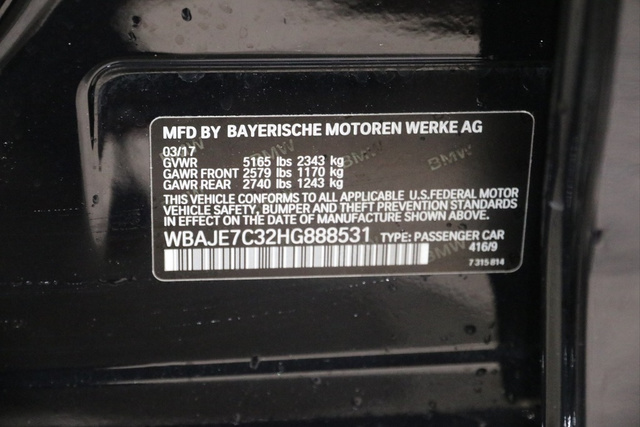 MFD BY BAYERISCHE MOTOREN WERKE AG
03/17
GVWR 5165 lbs 2343 kg
GAWR FRONT 2579 lbs 1170 kg
GAWR REAR 2740 lbs 1243 kg
THIS VEHICLE CONFORMS TO ALL APPLICABLE U.S.FEDERAL MOTOR
VEHICLE SAFETY, BUMPER AND THEFT PREVENTION STANDARDS
IN EFFECT ON THE DATE OF MANUFACTURE SHOWN ABOVE.
WBAJE7C32HG888531 TYPE: PASSENGER CAR
416/9
7 315 814